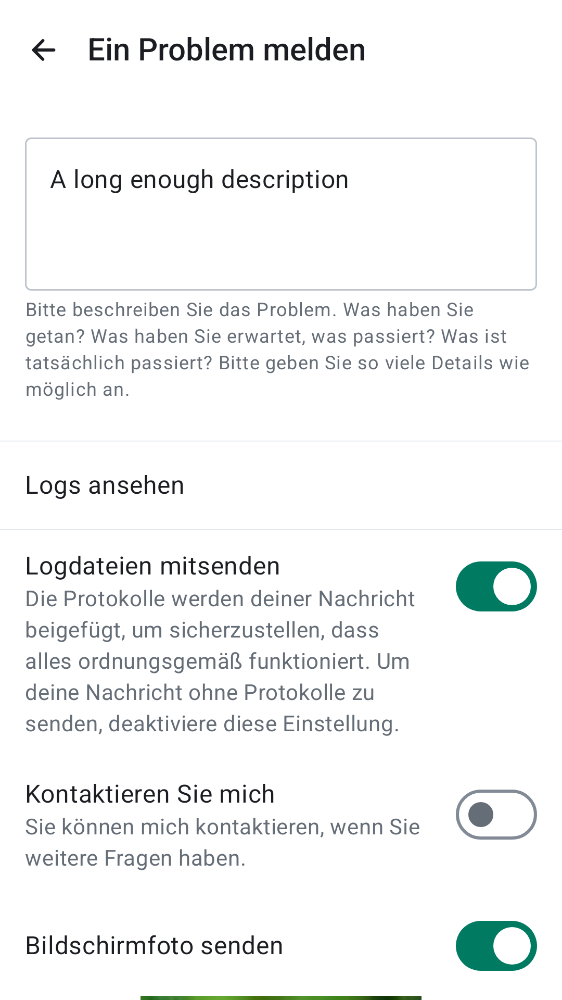 Ein Problem melden
A long enough description
Bitte beschreiben Sie das Problem. Was haben Sie
getan? Was haben Sie erwartet, was passiert? Was ist
tatsächlich passiert? Bitte geben Sie so viele Details wie
möglich an.
Logs ansehen
Logdateien mitsenden
Die Protokolle werden deiner Nachricht
beigefügt, um sicherzustellen, dass
alles ordnungsgemäß funktioniert. Um
deine Nachricht ohne Protokolle zu
senden, deaktiviere diese Einstellung.
Kontaktieren Sie mich
Sie können mich kontaktieren, wenn Sie
weitere Fragen haben.
Bildschirmfoto senden